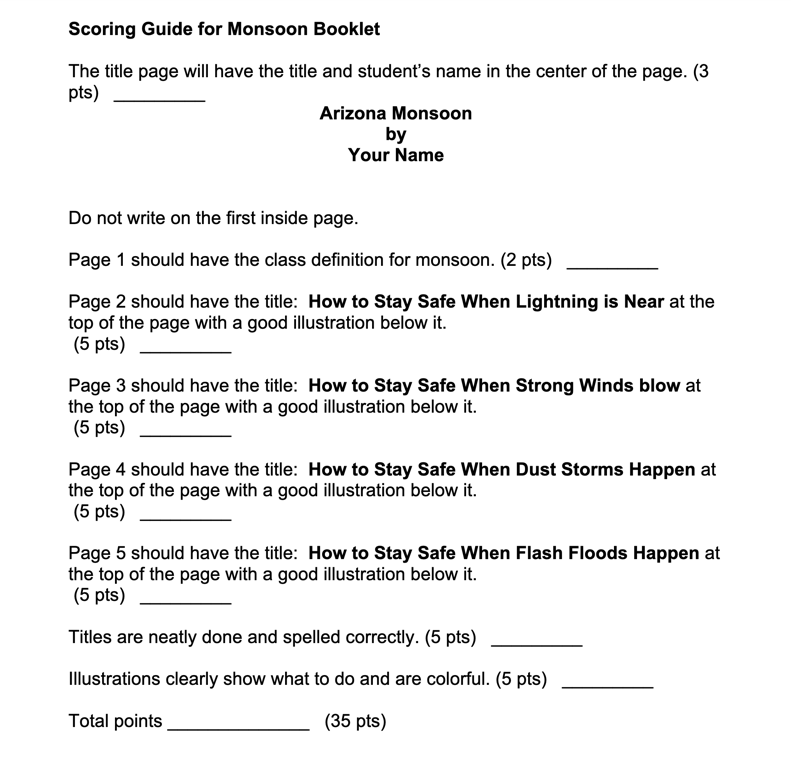 Scoring Guide for Monsoon Booklet
The title page will have the title and student’s name in the center of the page. (3
pts) __________
Arizona Monsoon
by
Your Name
Do not write on the first inside page.
Page 1 should have the class definition for monsoon. (2 pts) __________
Page 2 should have the title: How to Stay Safe When Lightning is Near at the
top of the page with a good illustration below it.
(5 pts) __________
Page 3 should have the title: How to Stay Safe When Strong Winds blow at
the top of the page with a good illustration below it.
(5 pts) __________
Page 4 should have the title: How to Stay Safe When Dust Storms Happen at
the top of the page with a good illustration below it.
(5 pts) __________
Page 5 should have the title: How to Stay Safe When Flash Floods Happen at
the top of the page with a good illustration below it.
(5 pts) __________
Titles are neatly done and spelled correctly. (5 pts) __________
Illustrations clearly show what to do and are colorful. (5 pts) __________
Total points ________________ (35 pts)